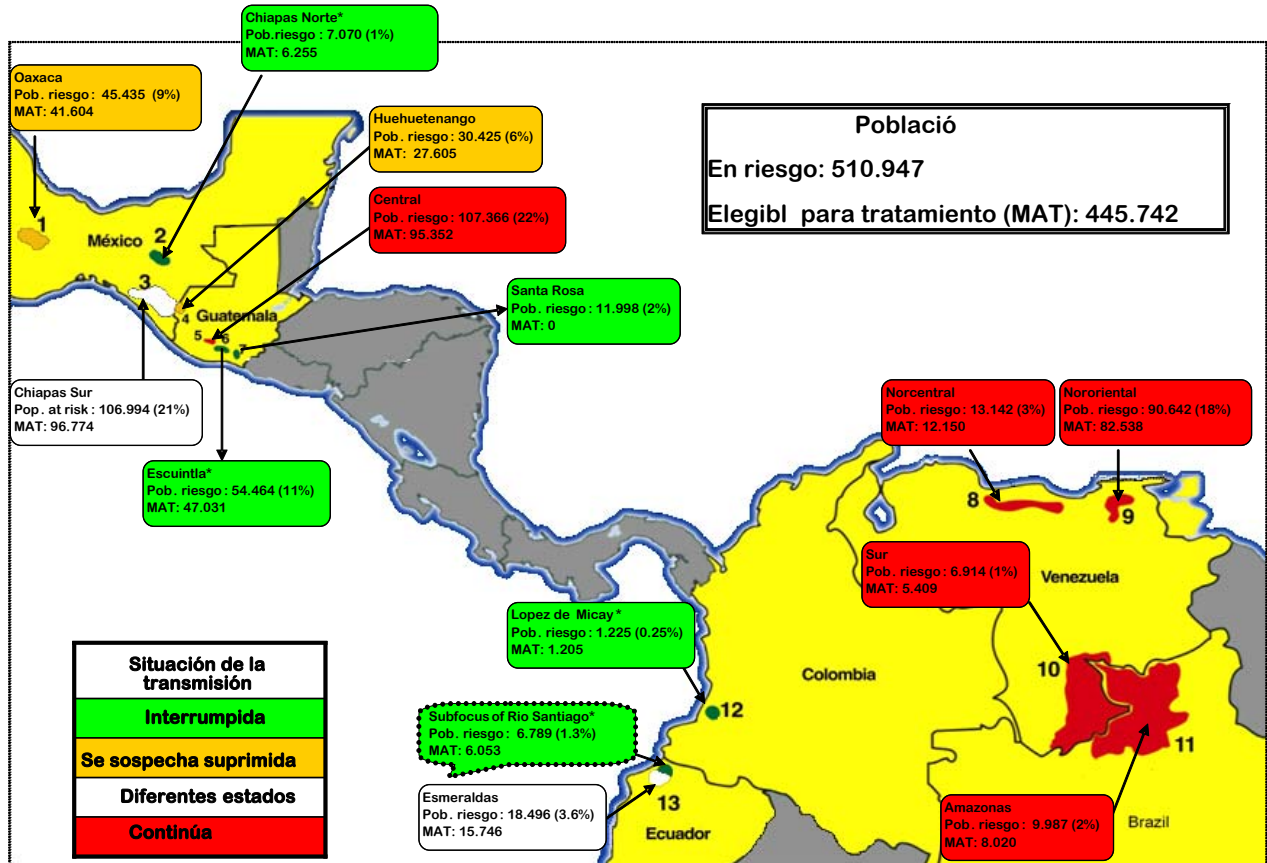 Chiapas Norte*
Pob.riesgo : 7.070 (1%)
MAT: 6.255
Oaxaca
Pob. riesgo : 45.435 (9%)
MAT: 41.604
Huehuetenango
Pob. riesgo : 30.425 (6%)
MAT: 27.605
Central
Pob. riesgo : 107.366 (22%)
MAT: 95.352
Població
En riesgo: 510.947
Elegibl para tratamiento (MAT): 445.742
1
México
2
3
4
Guatemala
5
6
7
Santa Rosa
Pob. riesgo : 11.998 (2%)
MAT: 0
Chiapas Sur
Pop. at risk : 106.994 (21%)
MAT: 96.774
Escuintla*
Pob. riesgo : 54.464 (11%)
MAT: 47.031
Norcentral
Pob. riesgo : 13.142 (3%)
MAT: 12.150
Nororiental
Pob. riesgo : 90.642 (18%)
MAT: 82.538
8
9
Sur
Pob. riesgo : 6.914 (1%)
MAT: 5.409
Venezuela
Lopez de Micay *
Pob. riesgo : 1.225 (0.25%)
MAT: 1.205
Colombia
10
11
12
Subfocus of Rio Santiago*
Pob. riesgo : 6.789 (1.3%)
MAT: 6.053
13
Esmeraldas
Pob. riesgo : 18.496 (3.6%)
MAT: 15.746
Ecuador
Amazonas
Pob. riesgo : 9.987 (2%)
MAT: 8.020
Brazil
Situación de la
transmisión
Interrumpida
Se sospecha suprimida
Diferentes estados
Continúa